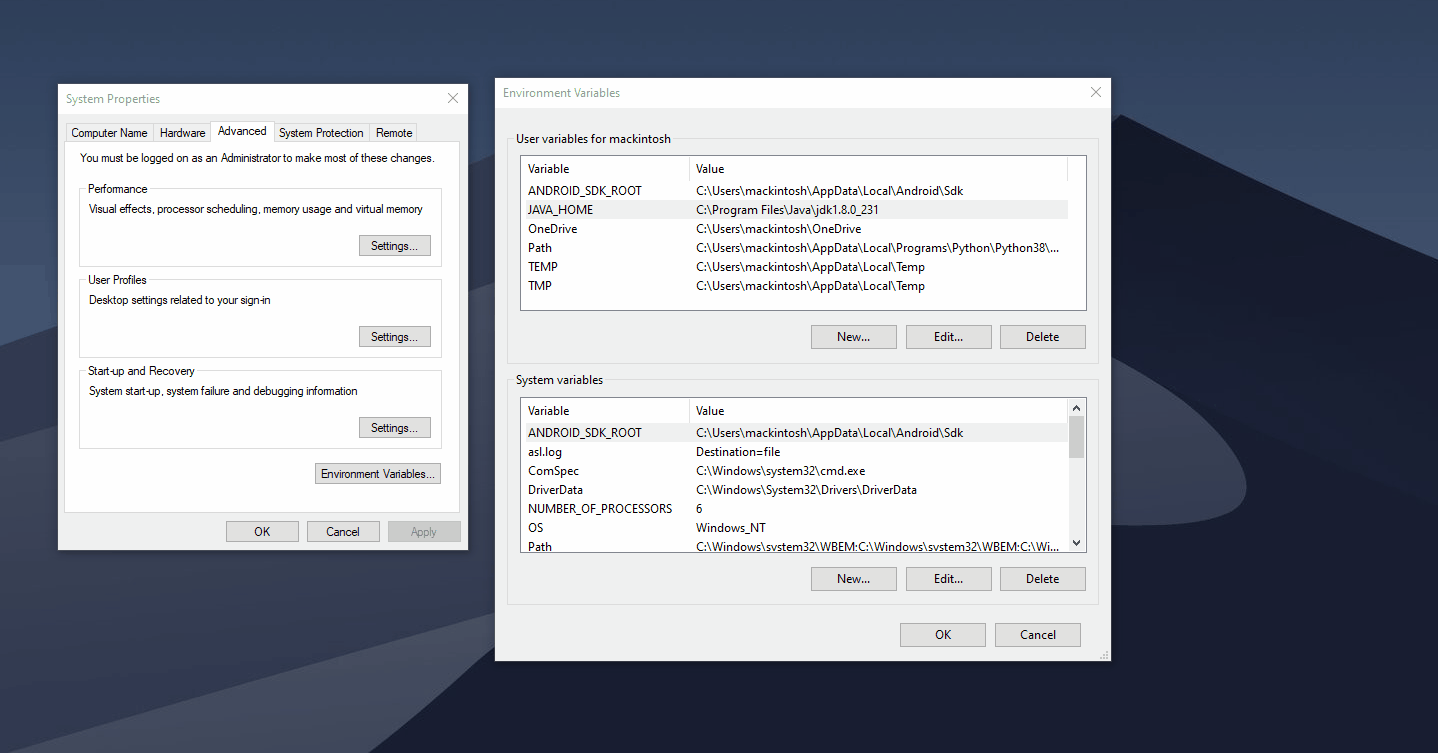 System Properties
Computer Name Hardware Advanced System Protection Remote
You must be logged on as an Administrator to make most of these changes.
Performance
Visual effects, processor scheduling, memory usage and virtual memory
Settings...
User Profiles
Desktop settings related to your sign-in
Settings...
Start-up and Recovery
System start-up, system failure and debugging information
Settings...
Environment Variables...
OK Cancel Apply
Environment Variables
User variables for mackintosh
Variable Value
ANDROID_SDK_ROOT C:\Users\mackintosh\AppData\Local\Android\Sdk
JAVA_HOME C:\Program Files\Java\jdk1.8.0_231
OneDrive C:\Users\mackintosh\OneDrive
Path C:\Users\mackintosh\AppData\Local\Programs\Python\Python38\...
TEMP C:\Users\mackintosh\AppData\Local\Temp
TMP C:\Users\mackintosh\AppData\Local\Temp
New... Edit... Delete
System variables
Variable Value
ANDROID_SDK_ROOT C:\Users\mackintosh\AppData\Local\Android\Sdk
asl.log Destination=file
ComSpec C:\Windows\system32\cmd.exe
DriverData C:\Windows\System32\Drivers\DriverData
NUMBER_OF_PROCESSORS 6
OS Windows_NT
Path C:\Windows\system32\WBEM;C:\Windows\system32\WBEM;C:\Wi...
New... Edit... Delete
OK Cancel